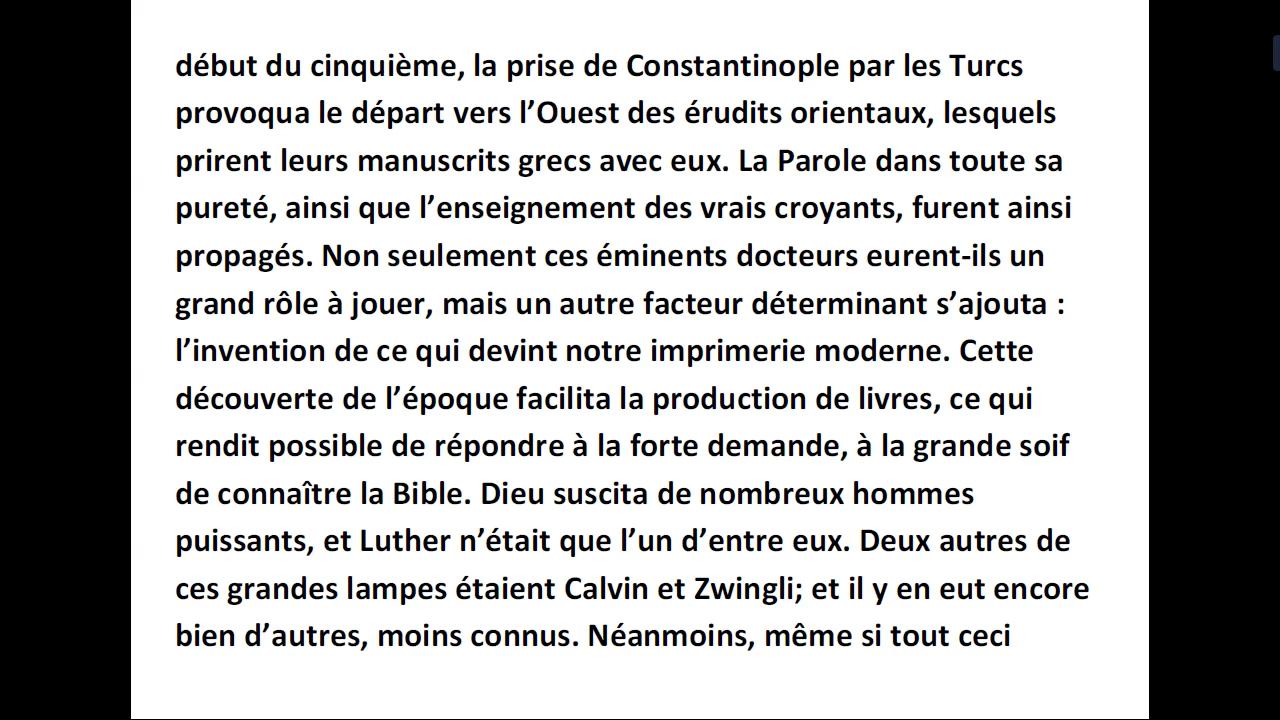 début du cinquième, la prise de Constantinople par les Turcs
provoqua le départ vers l’Ouest des érudits orientaux, lesquels
prirent leurs manuscrits grecs avec eux. La Parole dans toute sa
pureté, ainsi que l’enseignement des vrais croyants, furent ainsi
propagés. Non seulement ces éminents docteurs eurent-ils un
grand rôle à jouer, mais un autre facteur déterminant s’ajouta :
l’invention de ce qui devint notre imprimerie moderne. Cette
découverte de l’époque facilita la production de livres, ce qui
rendit possible de répondre à la forte demande, à la grande soif
de connaître la Bible. Dieu suscita de nombreux hommes
puissants, et Luther n’était que l’un d’entre eux. Deux autres de
ces grandes lampes étaient Calvin et Zwingli; et il y en eut encore
bien d’autres, moins connus. Néanmoins, même si tout ceci